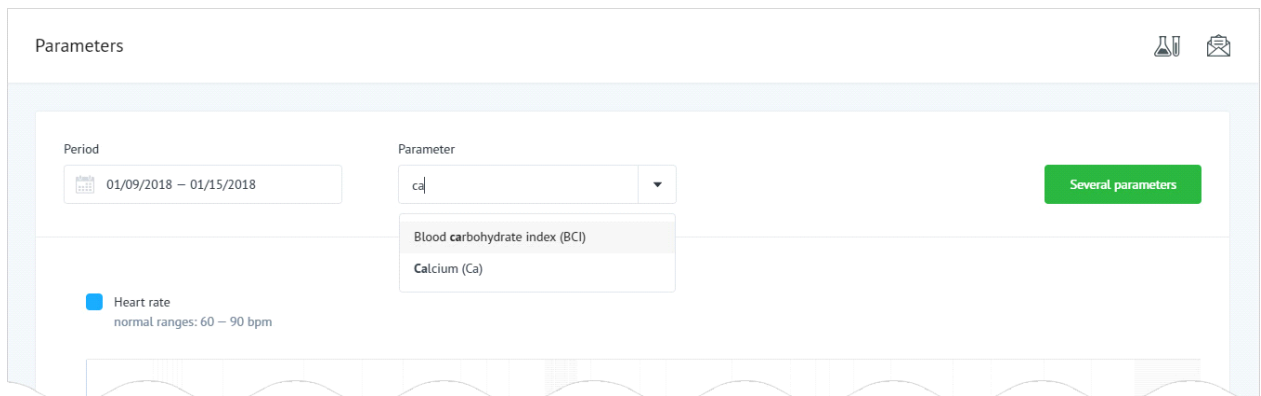 Parameters
Period
Parameter
01/09/2018 — 01/15/2018
ca
Several parameters
Blood carbohydrate index (BCI)
Calcium (Ca)
Heart rate
normal ranges: 60 — 90 bpm